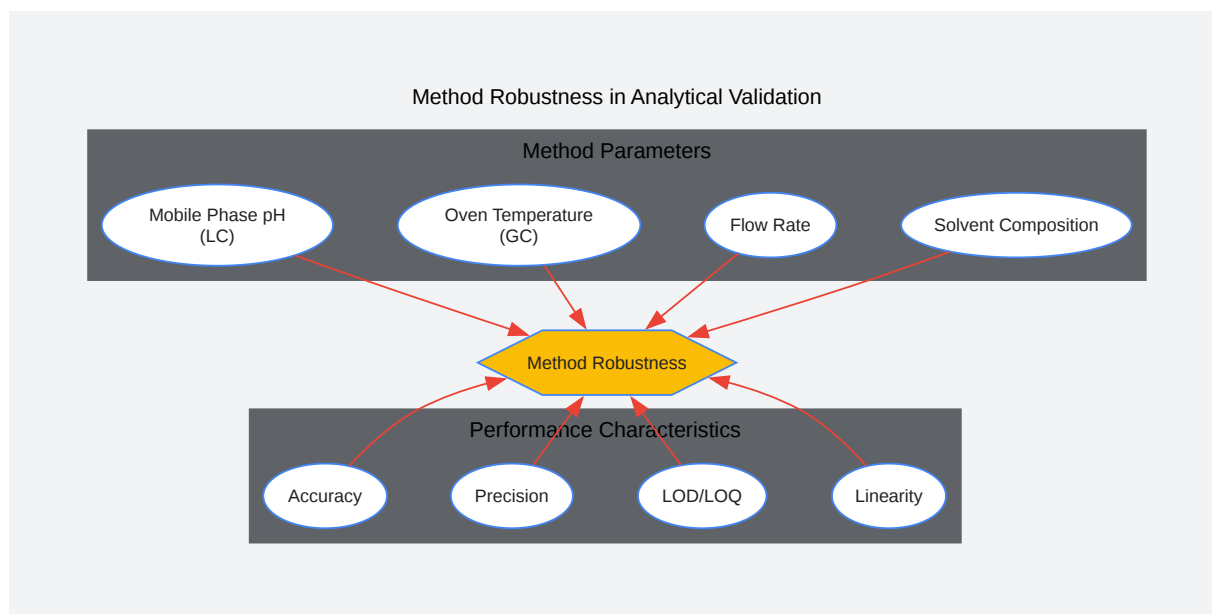 Method Robustness in Analytical Validation
Method Parameters
Mobile Phase pH
(LC)
Oven Temperature
(GC)
Flow Rate
Solvent Composition
Method Robustness
Performance Characteristics
Accuracy
Precision
LOD/LOQ
Linearity